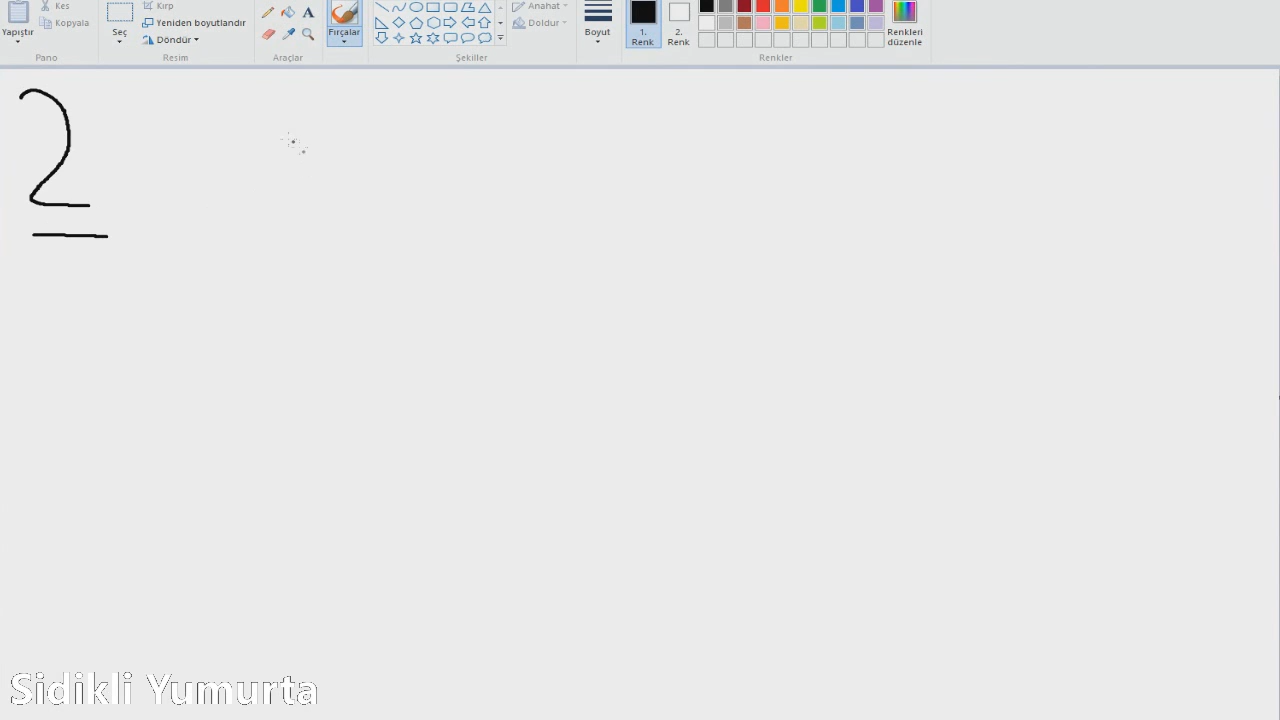 Yapıştır
Kes
Kopyala
Pano
Seç
Kırp
Yeniden boyutlandır
Döndür
Resim
A
Araçlar
Fırçalar
Şekiller
Anahat
Doldur
Boyut
1.
Renk
2.
Renk
Renkleri
düzenle
Renkler
2
Sidikli Yumurta